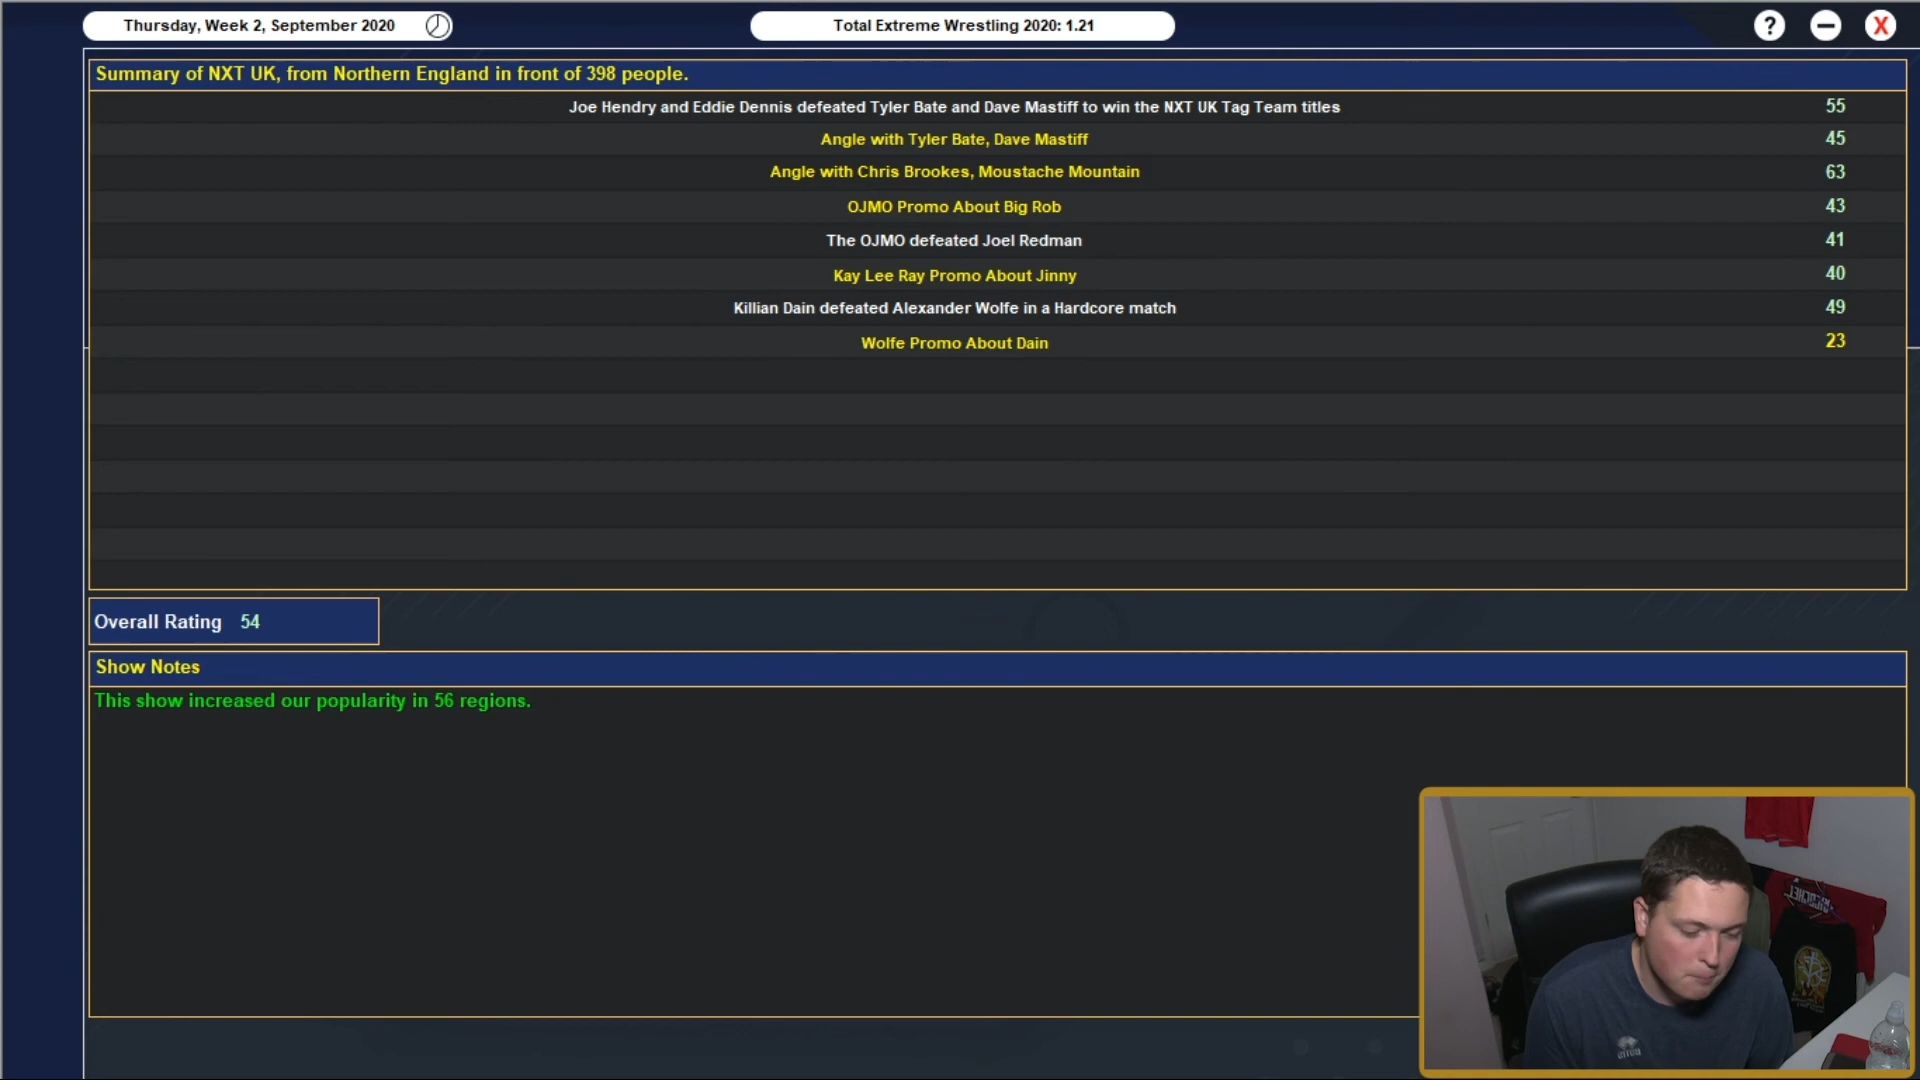 Thursday, Week 2, September 2020
Total Extreme Wrestling 2020: 1.21
?
X
Summary of NXT UK, from Northern England in front of 398 people.
Joe Hendry and Eddie Dennis defeated Tyler Bate and Dave Mastiff to win the NXT UK Tag Team titles 55
Angle with Tyler Bate, Dave Mastiff 45
Angle with Chris Brookes, Moustache Mountain 63
OJMO Promo About Big Rob 43
The OJMO defeated Joel Redman 41
Kay Lee Ray Promo About Jinny 40
Killian Dain defeated Alexander Wolfe in a Hardcore match 49
Wolfe Promo About Dain 23
Overall Rating 54
Show Notes
This show increased our popularity in 56 regions.